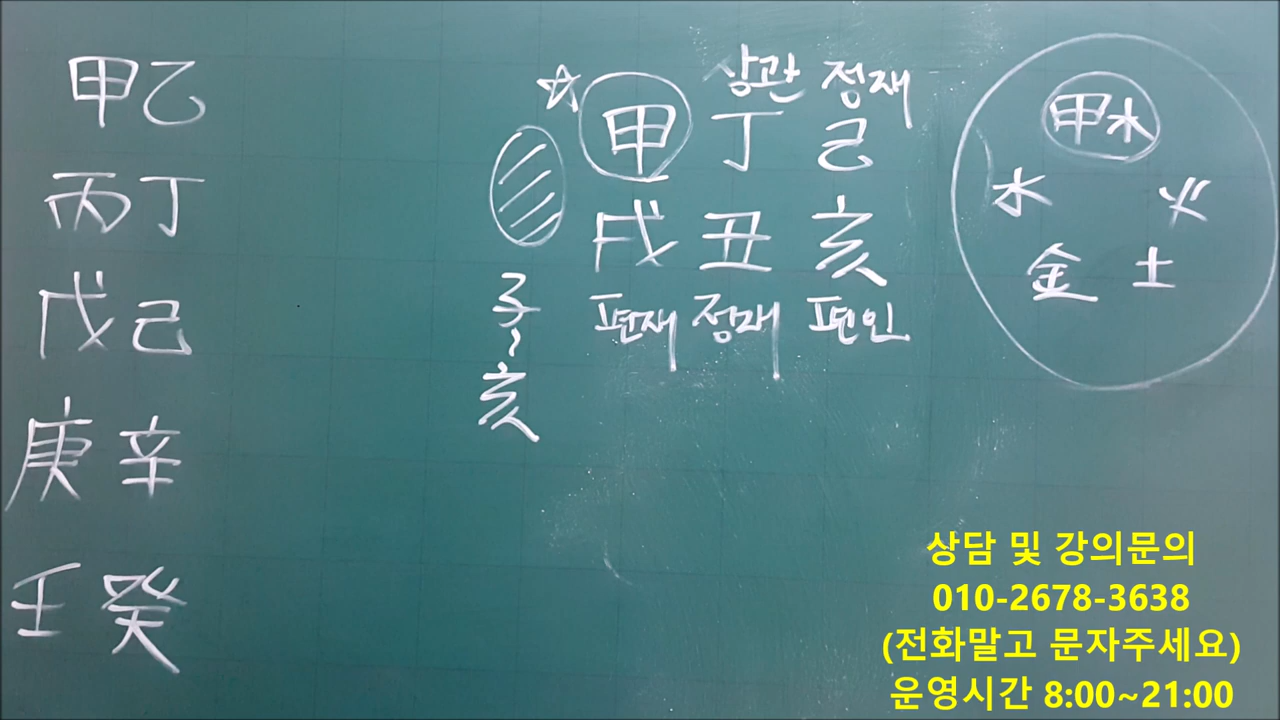 甲乙
丙丁
戊己
庚辛
壬癸
상관 정재
甲丁己
戌丑亥
편재 정재 편인
子~亥
甲木
水 火
金 土
상담 및 강의문의
010-2678-3638
(전화말고 문자주세요)
운영시간 8:00~21:00